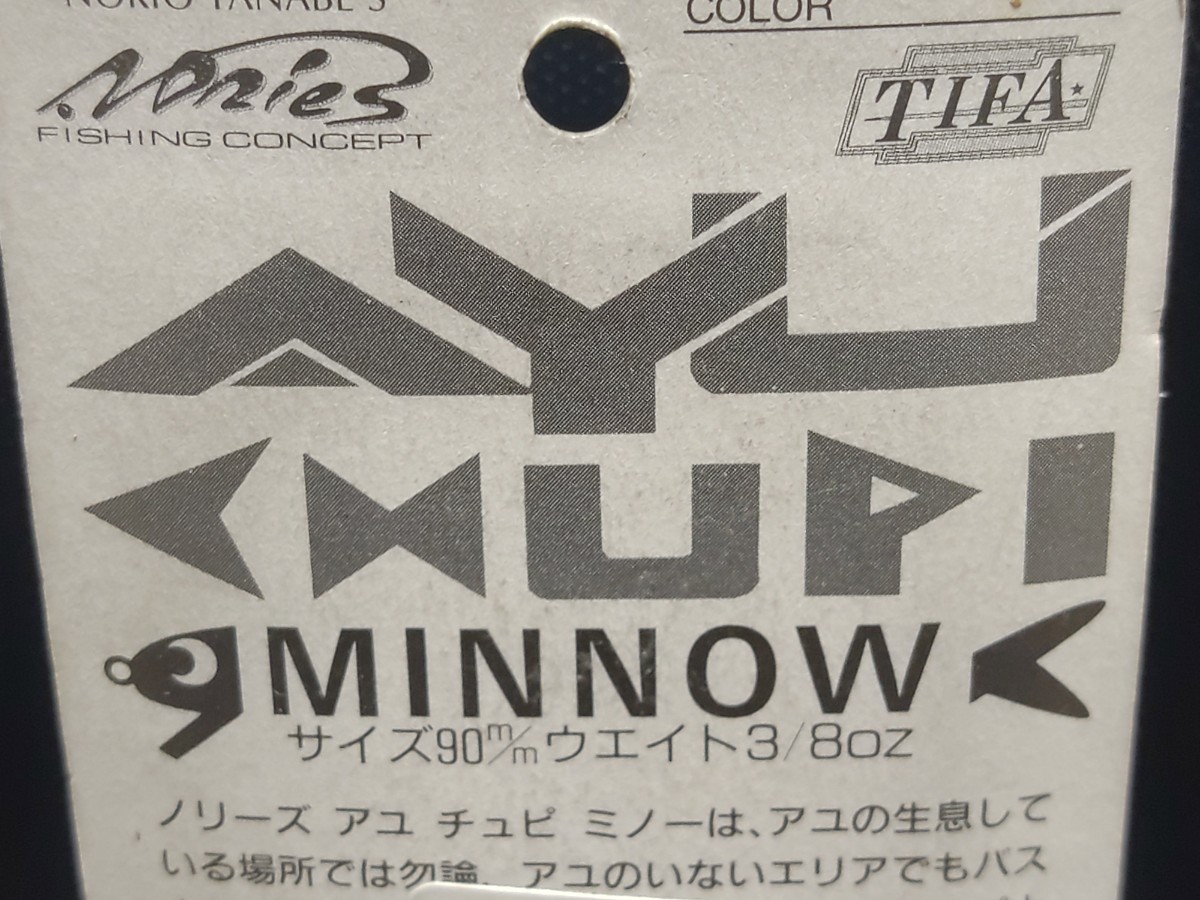 NORIO TANABE'S
COLOR
Nories
FISHING CONCEPT
TIFA
AYU
CHUPI
MINNOW
サイズ90m/mウエイト3/8oz
ノリーズ アユ チュピ ミノーは、アユの生息して
いる場所では勿論、アユのいないエリアでもバス